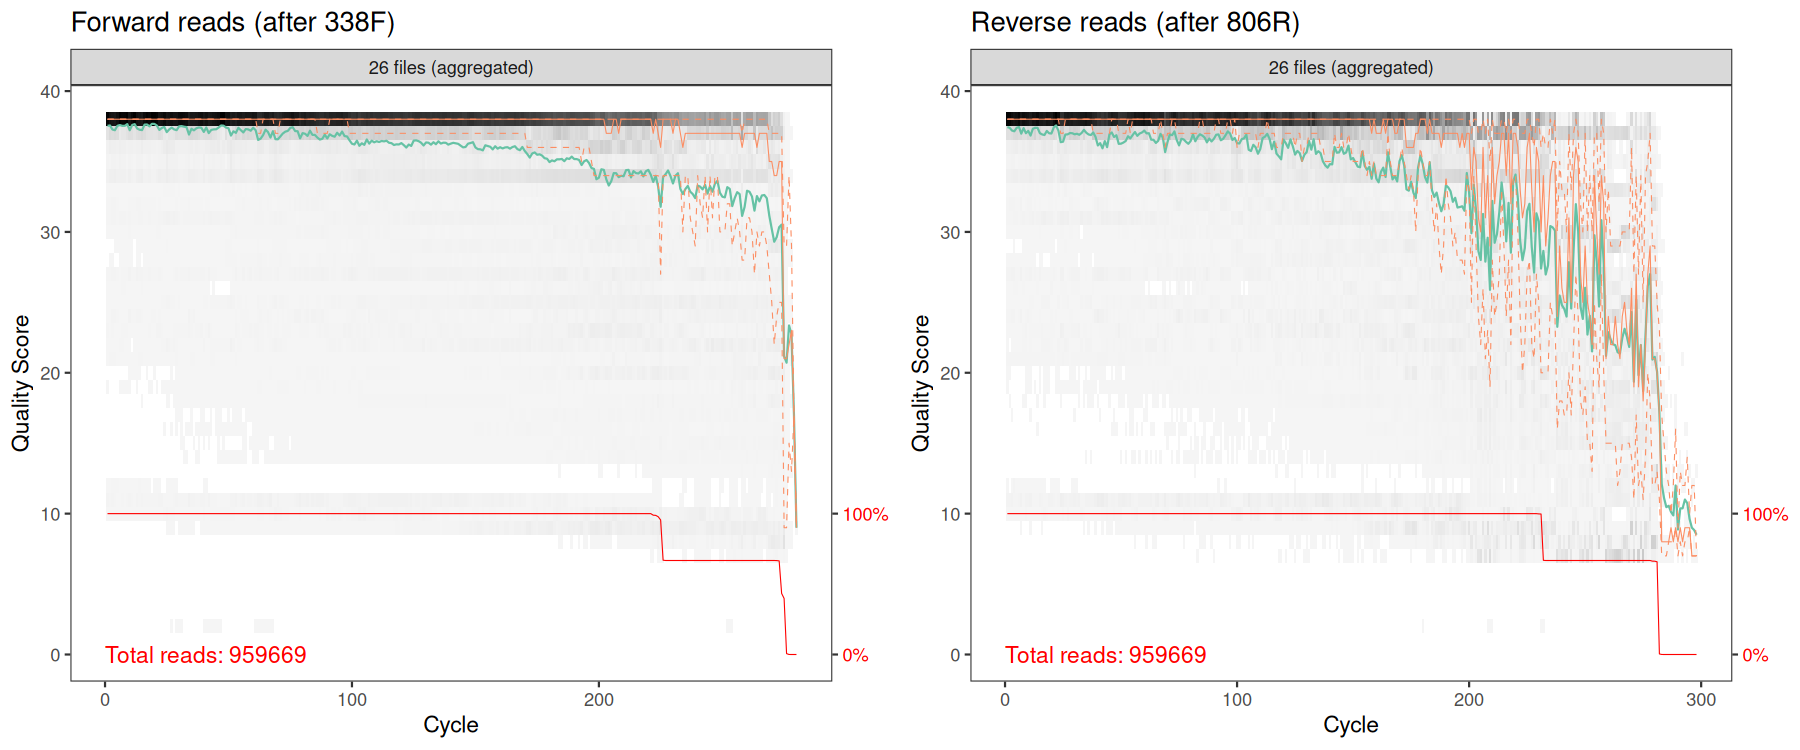 Forward reads (after 338F)
26 files (aggregated)
40
30
20
10
0
100%
0%
Total reads: 959669
0
100
200
Cycle
Quality Score
Reverse reads (after 806R)
26 files (aggregated)
40
30
20
10
0
100%
0%
Total reads: 959669
0
100
200
300
Cycle
Quality Score